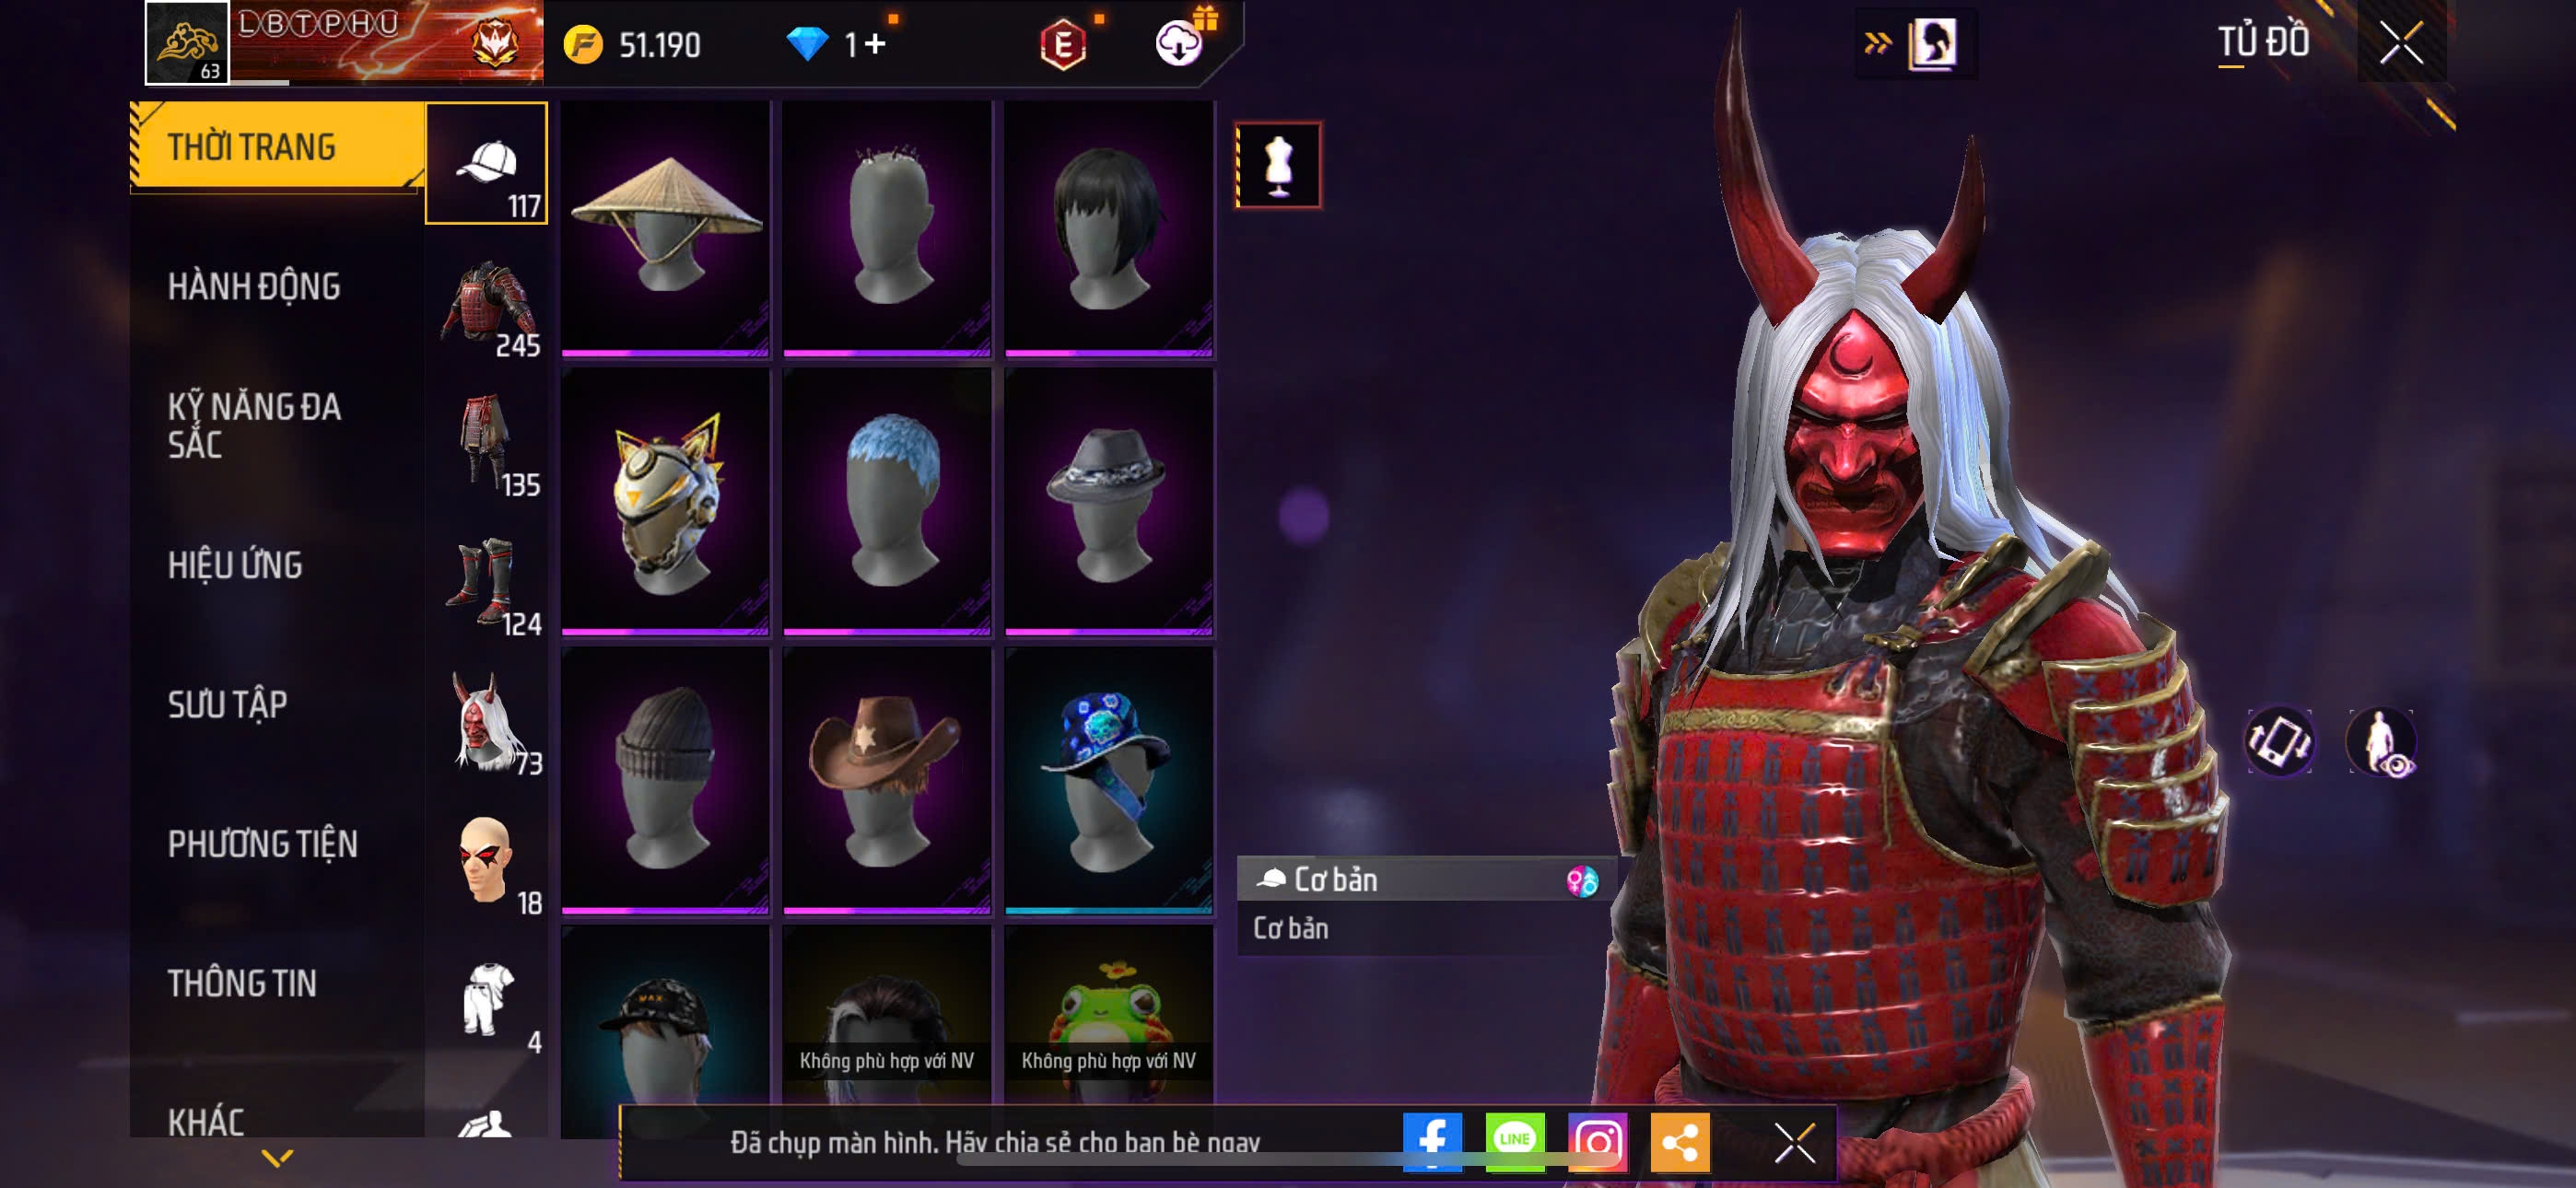 LBTPHU
63
51.190
1+
E
TỦ ĐỒ
THỜI TRANG
117
HÀNH ĐỘNG
245
KỸ NĂNG ĐA
SẮC
135
HIỆU ỨNG
124
SƯU TẬP
73
PHƯƠNG TIỆN
18
THÔNG TIN
4
KHÁC
Cơ bản
Cơ bản
MAX
Không phù hợp với NV
Không phù hợp với NV
Đã chụp màn hình. Hãy chia sẻ cho bạn bè ngay
LINE